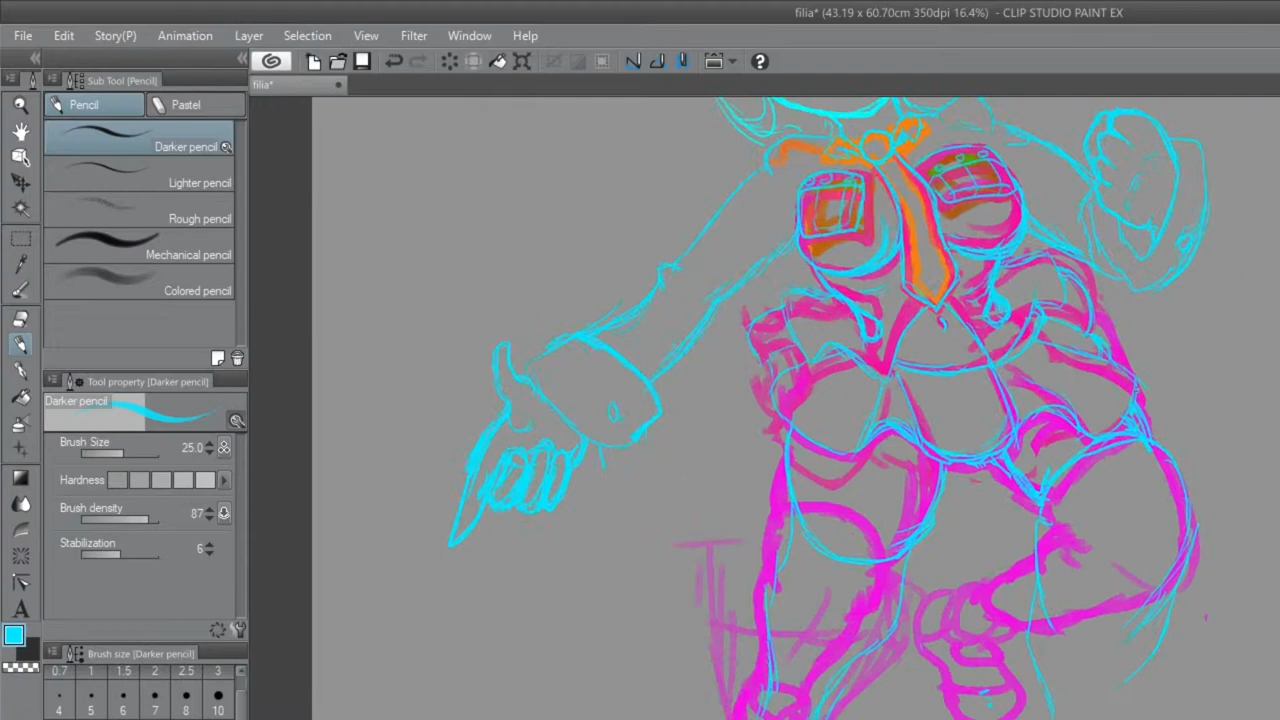 filia* (43.19 x 60.70cm 350dpi 16.4%) - CLIP STUDIO PAINT EX
File Edit Story(P) Animation Layer Selection View Filter Window Help
Sub Tool [Pencil]
filia*
Pencil Pastel
Darker pencil
Lighter pencil
Rough pencil
Mechanical pencil
Colored pencil
Tool property [Darker pencil]
Darker pencil
Brush Size 25.0
Hardness
Brush density 87
Stabilization 6
A
Brush size [Darker pencil]
0.7 1 1.5 2 2.5 3
4 5 6 7 8 10